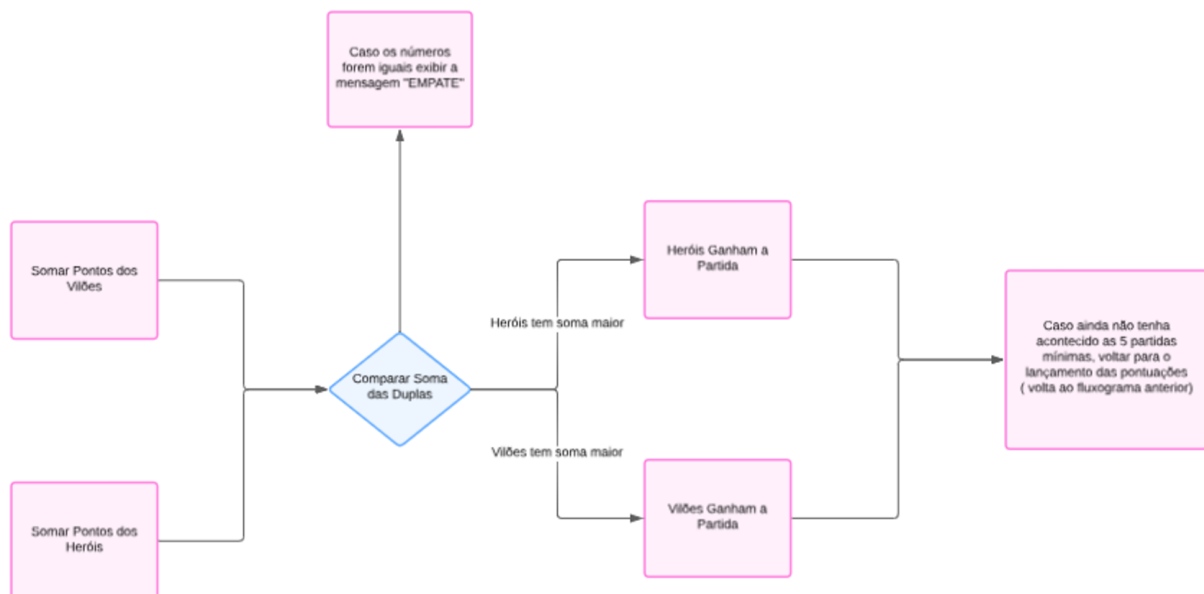 Caso os números
forem iguais exibir a
mensagem "EMPATE"
Somar Pontos dos
Vilões
Heróis Ganham a
Partida
Heróis tem soma maior
Caso ainda não tenha
acontecido as 5 partidas
mínimas, voltar para o
lançamento das pontuações
( volta ao fluxograma anterior)
Comparar Soma
das Duplas
Vilões tem soma maior
Vilões Ganham a
Partida
Somar Pontos dos
Heróis